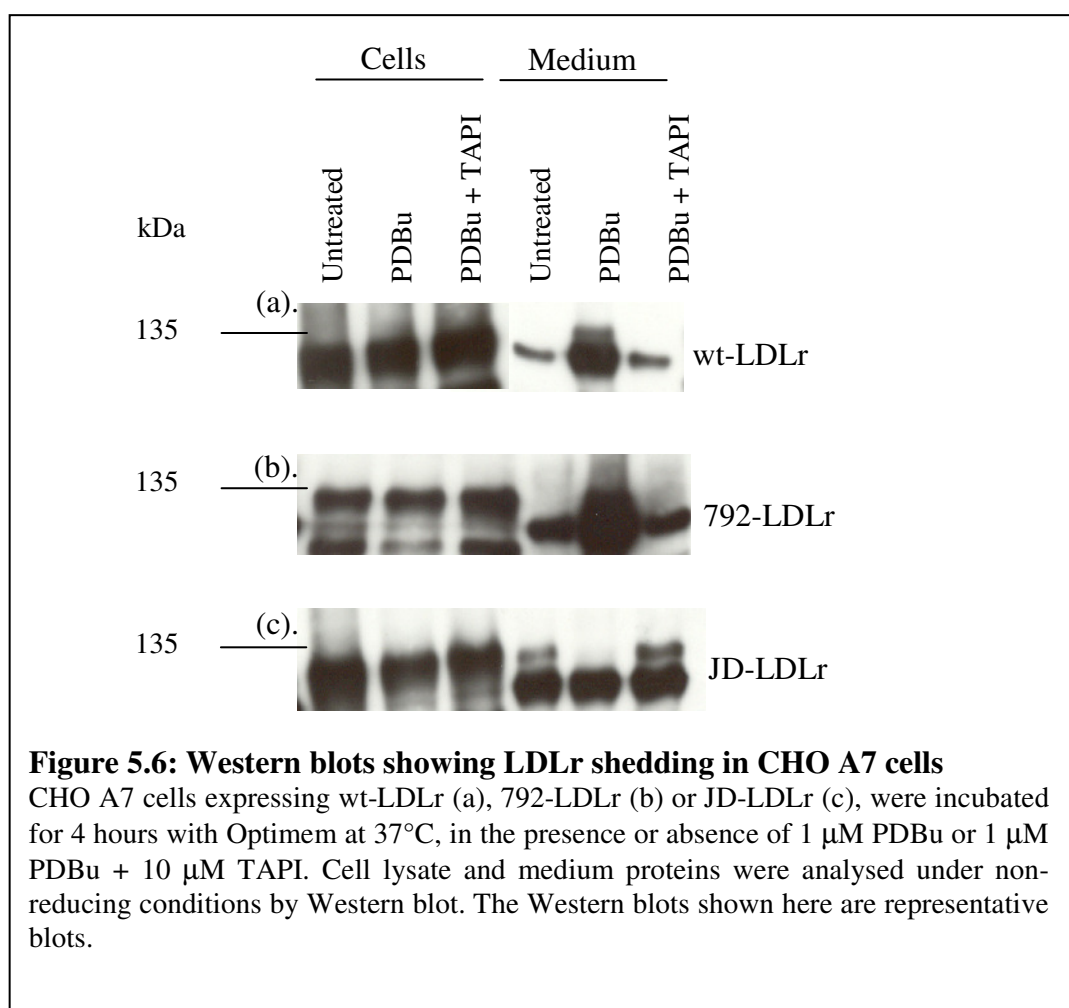 Cells Medium
Untreated
PDBu
PDBu + TAPI
Untreated
PDBu
PDBu + TAPI
kDa
(a).
135
wt-LDLr
(b).
135
792-LDLr
(c).
135
JD-LDLr
Figure 5.6: Western blots showing LDLr shedding in CHO A7 cells
CHO A7 cells expressing wt-LDLr (a), 792-LDLr (b) or JD-LDLr (c), were incubated
for 4 hours with Optimem at 37°C, in the presence or absence of 1 μM PDBu or 1 μM
PDBu + 10 μM TAPI. Cell lysate and medium proteins were analysed under non-
reducing conditions by Western blot. The Western blots shown here are representative
blots.